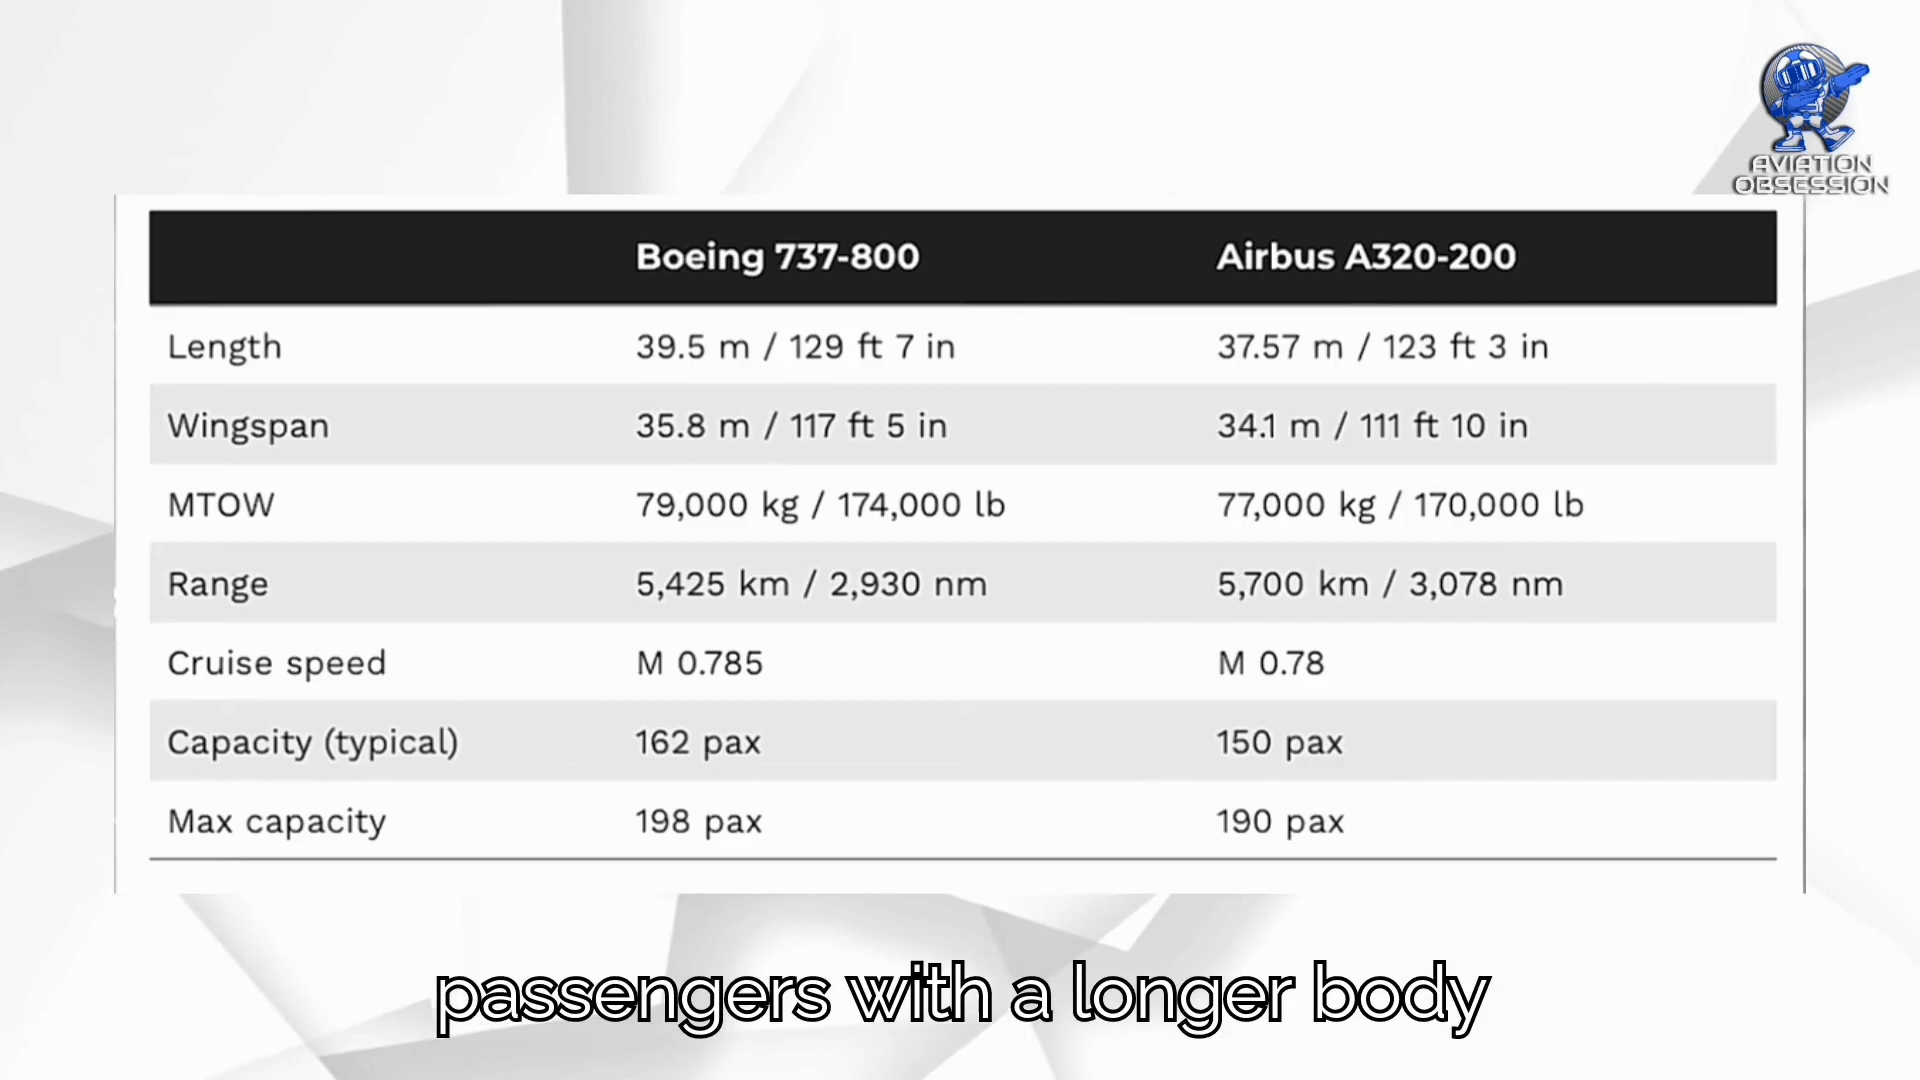 AVIATION
OBSESSION
Boeing 737-800 Airbus A320-200
Length 39.5 m / 129 ft 7 in 37.57 m / 123 ft 3 in
Wingspan 35.8 m / 117 ft 5 in 34.1 m / 111 ft 10 in
MTOW 79,000 kg / 174,000 lb 77,000 kg / 170,000 lb
Range 5,425 km / 2,930 nm 5,700 km / 3,078 nm
Cruise speed M 0.785 M 0.78
Capacity (typical) 162 pax 150 pax
Max capacity 198 pax 190 pax
passengers with a longer body